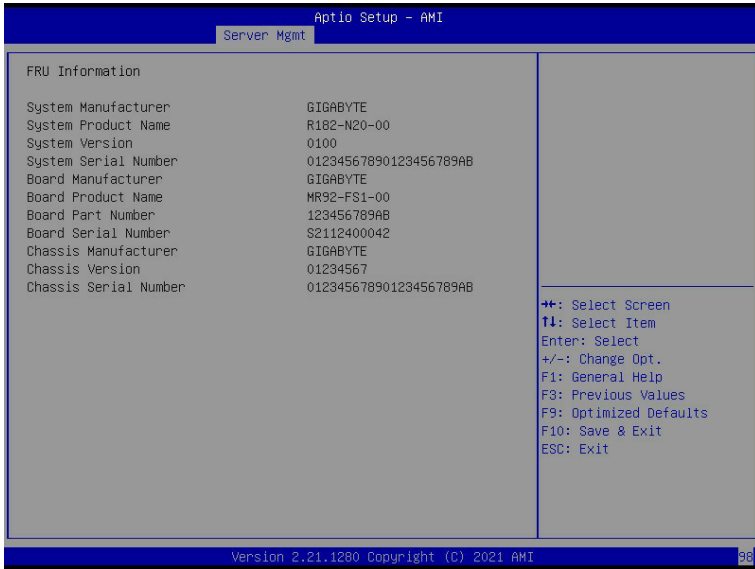 Aptio Setup – AMI
Server Mgmt
FRU Information
System Manufacturer GIGABYTE
System Product Name R182-N20-00
System Version 0100
System Serial Number 01234567890123456789AB
Board Manufacturer GIGABYTE
Board Product Name MR92-FS1-00
Board Part Number 123456789AB
Board Serial Number S2112400042
Chassis Manufacturer GIGABYTE
Chassis Version 01234567
Chassis Serial Number 01234567890123456789AB
→←: Select Screen
↑↓: Select Item
Enter: Select
+/-: Change Opt.
F1: General Help
F3: Previous Values
F9: Optimized Defaults
F10: Save & Exit
ESC: Exit
Version 2.21.1280 Copyright (C) 2021 AMI
98